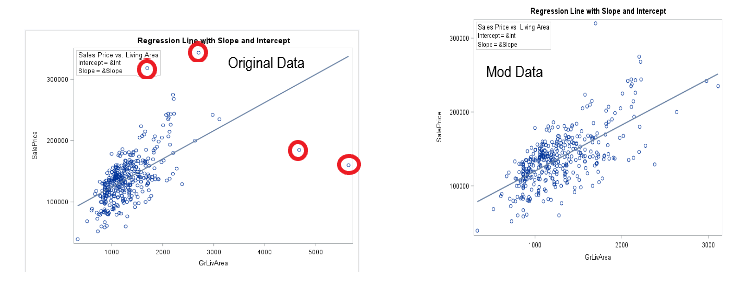 Regression Line with Slope and Intercept
Sales Price vs. Living Area
Intercept = &Int
Slope = &Slope
Original Data
300000
200000
100000
SalePrice
1000 2000 3000 4000 5000
GrLivArea
Regression Line with Slope and Intercept
Sales Price vs. Living Area
Intercept = &Int
Slope = &Slope
Mod Data
300000
200000
100000
SalePrice
1000 2000 3000
GrLivArea